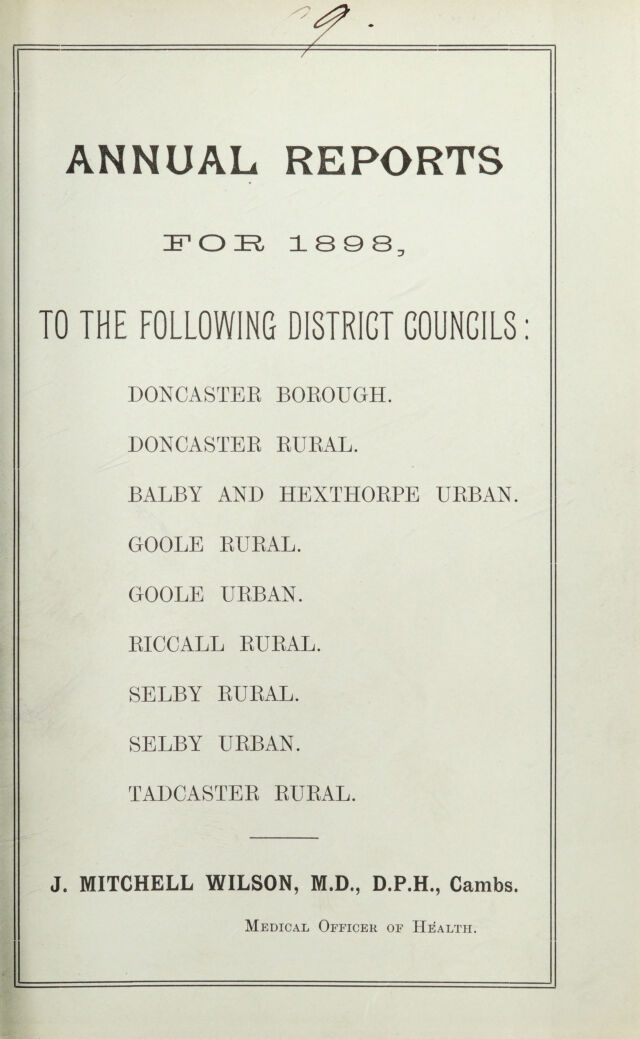 9.
ANNUAL REPORTS
FOR 1898,
TO THE FOLLOWING DISTRICT COUNCILS:
DONCASTER BOROUGH.
DONCASTER RURAL.
BALBY AND HEXTHORPE URBAN.
GOOLE RURAL.
GOOLE URBAN.
RICCALL RURAL.
SELBY RURAL.
SELBY URBAN.
TADCASTER RURAL.
J. MITCHELL WILSON, M.D., D.P.H., Cambs.
MEDICAL OFFICER OF HEALTH.